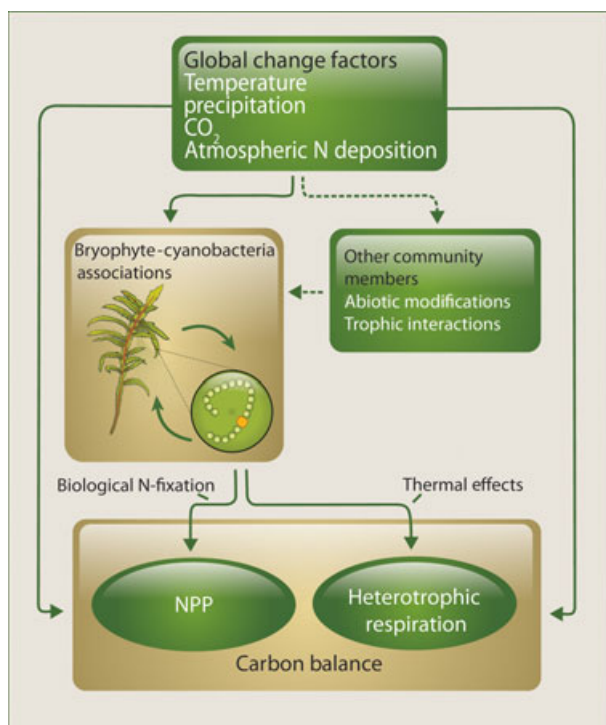 Global change factors
Temperature
precipitation
CO₂
Atmospheric N deposition
Bryophyte-cyanobacteria
associations
Other community
members
Abiotic modifications
Trophic interactions
Biological N-fixation
Thermal effects
NPP
Heterotrophic
respiration
Carbon balance